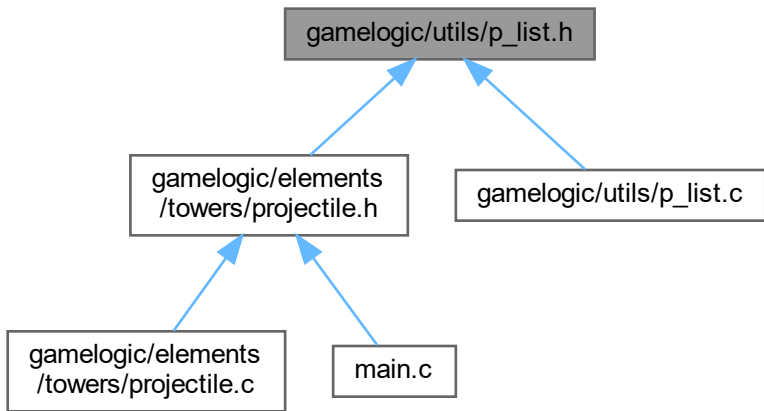 gamelogic/utils/p_list.h
gamelogic/elements
/towers/projectile.h
gamelogic/utils/p_list.c
gamelogic/elements
/towers/projectile.c
main.c